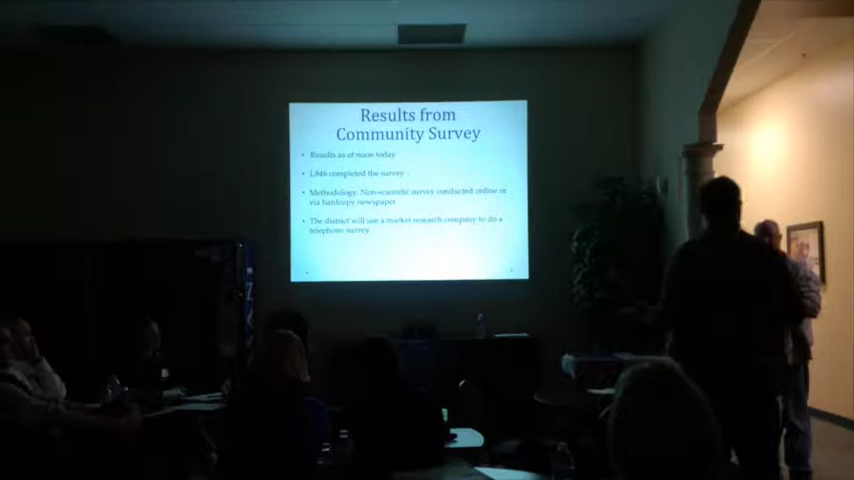 Results from
Community Survey
• Results as of noon today
• 1,846 completed the survey
• Methodology: Non-scientific survey conducted online or
via hardcopy newspaper
• The district will use a market research company to do a
telephone survey